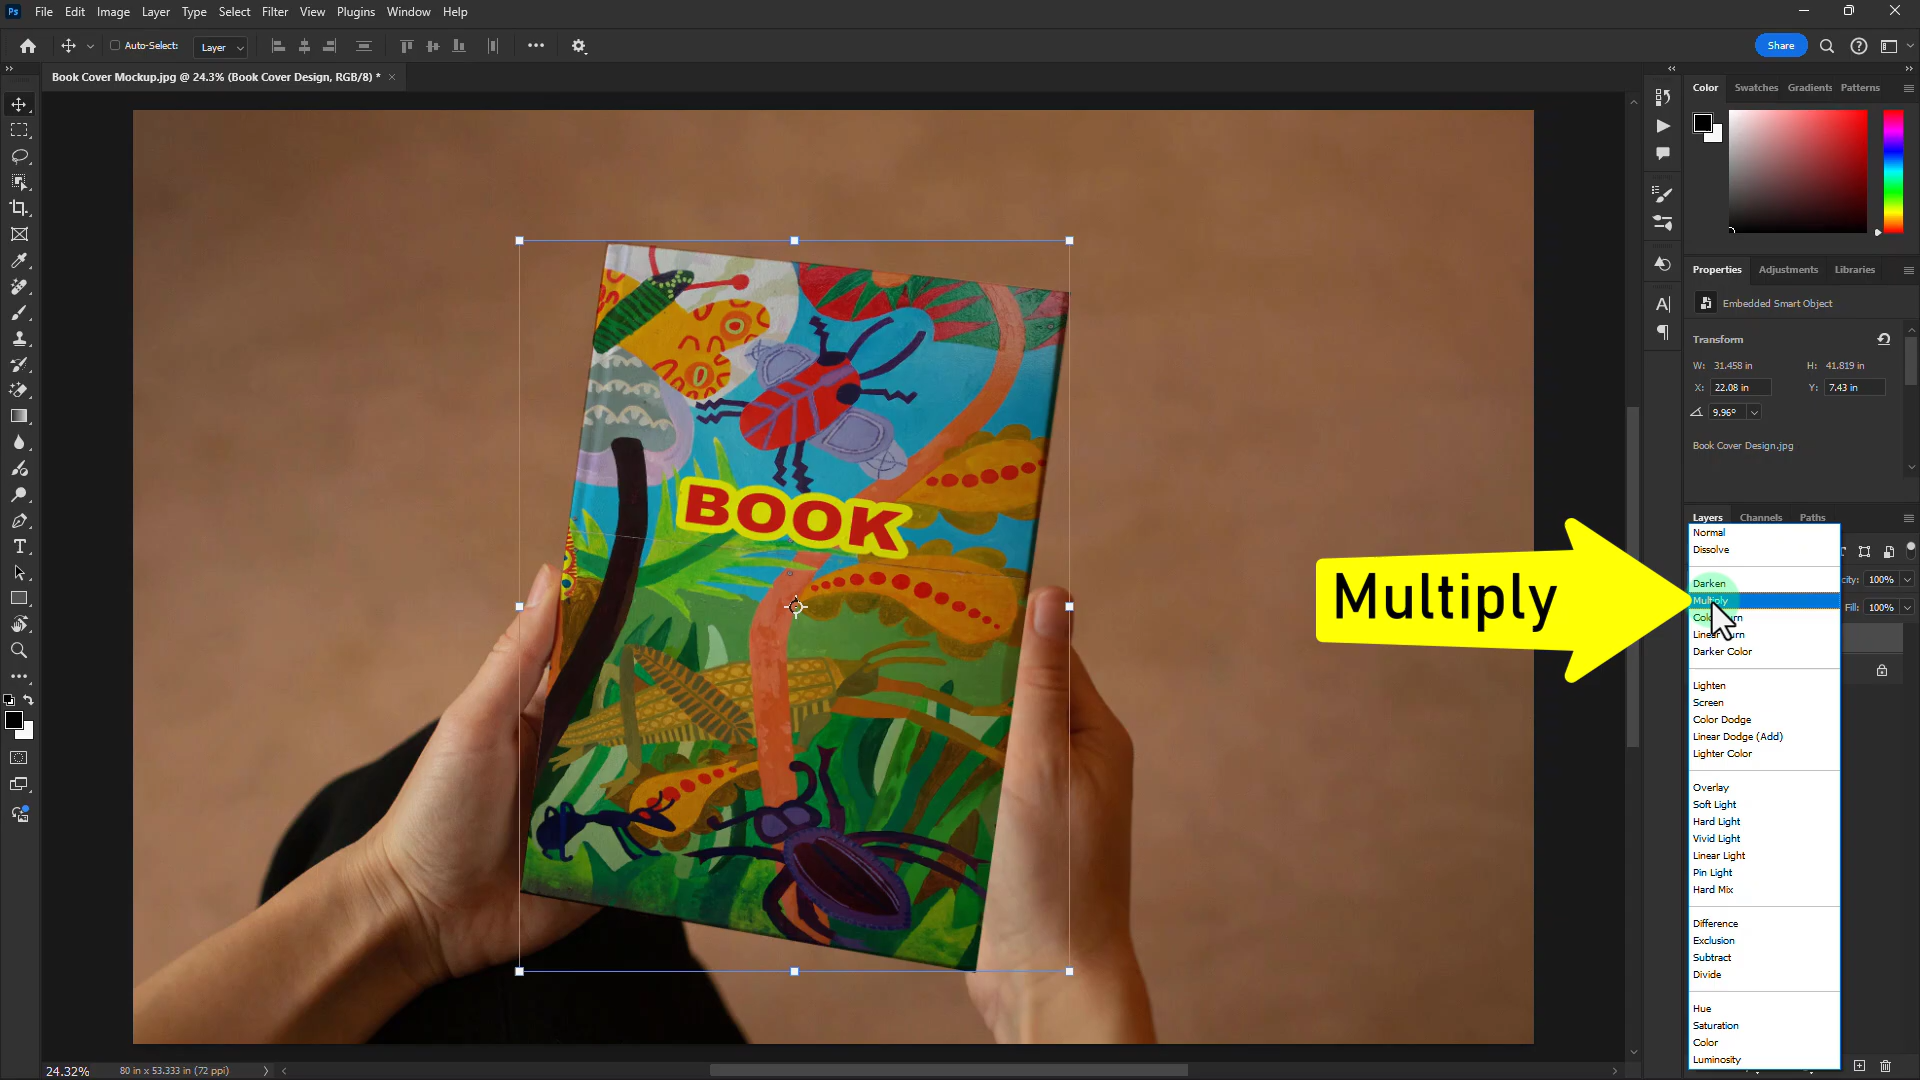 Ps File Edit Image Layer Type Select Filter View Plugins Window Help
Auto-Select: Layer Share
Book Cover Mockup.jpg @ 24.3% (Book Cover Design, RGB/8) *
Color Swatches Gradients Patterns
Properties Adjustments Libraries
Embedded Smart Object
Transform
W: 31.458 in H: 41.819 in
X: 22.08 in Y: 7.43 in
9.96°
Book Cover Design.jpg
BOOK
Multiply
Layers Channels Paths
Normal
Dissolve
Darken
100%
Multiply
Fill: 100%
Darker Color
Lighten
Screen
Color Dodge
Linear Dodge (Add)
Lighter Color
Overlay
Soft Light
Hard Light
Vivid Light
Linear Light
Pin Light
Hard Mix
Difference
Exclusion
Subtract
Divide
Hue
Saturation
Color
Luminosity
24.32% 80 in x 53.333 in (72 ppi)